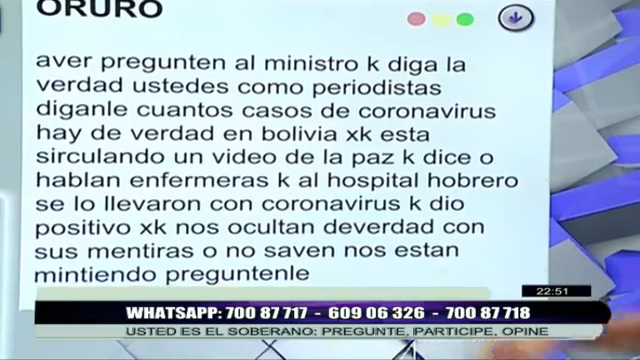 ORURO
aver pregunten al ministro k diga la
verdad ustedes como periodistas
diganle cuantos casos de coronavirus
hay de verdad en bolivia xk esta
sirculando un video de la paz k dice o
hablan enfermeras k al hospital hobrero
se lo llevaron con coronavirus k dio
positivo xk nos ocultan deverdad con
sus mentiras o no saven nos estan
mintiendo preguntenle
22:51
WHATSAPP: 700 87 717 - 609 06 326 - 700 87 718
USTED ES EL SOBERANO: PREGUNTE, PARTICIPE, OPINE